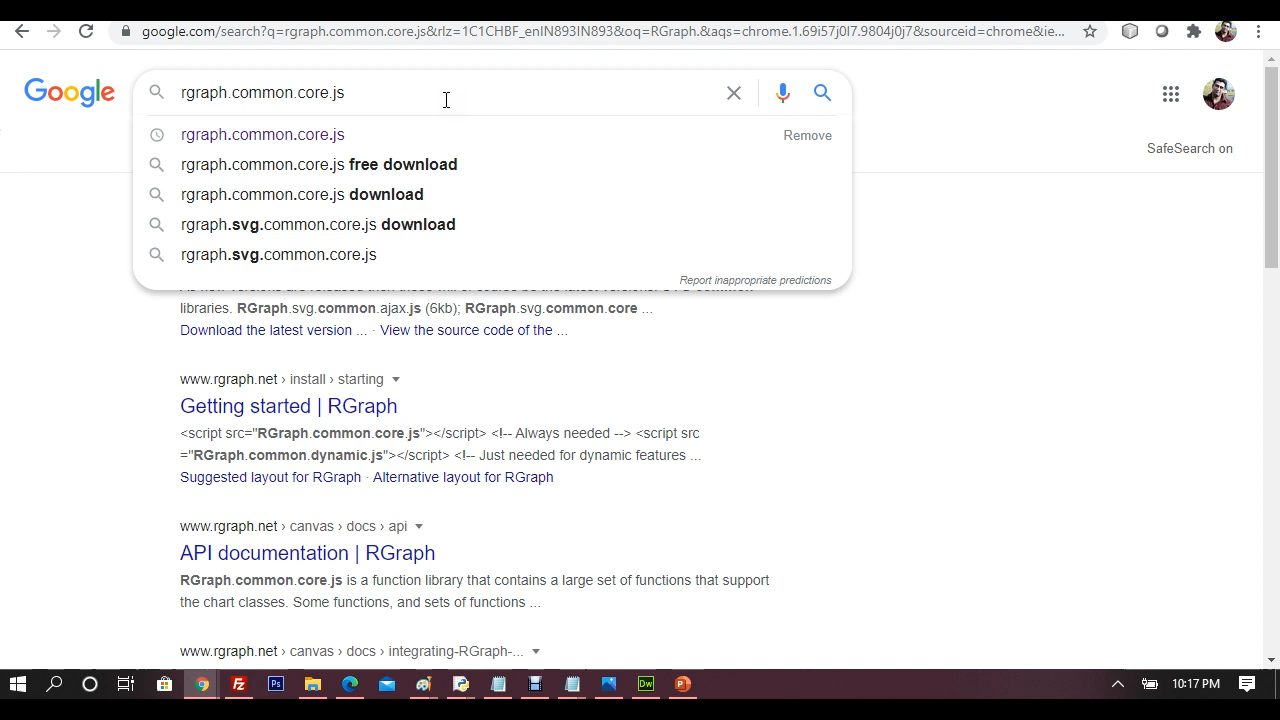 google.com/search?q=rgraph.common.core.js&rlz=1C1CHBF_enIN893IN893&oq=RGraph.&aqs=chrome.1.69i57j0l7.9804j0j7&sourceid=chrome&ie...
Google
rgraph.common.core.js
rgraph.common.core.js
Remove
rgraph.common.core.js free download
rgraph.common.core.js download
rgraph.svg.common.core.js download
rgraph.svg.common.core.js
Report inappropriate predictions
SafeSearch on
libraries. RGraph.svg.common.ajax.js (6kb); RGraph.svg.common.core ...
Download the latest version ... · View the source code of the ...
www.rgraph.net › install › starting
Getting started | RGraph
<script src="RGraph.common.core.js"></script> <!-- Always needed --> <script src
="RGraph.common.dynamic.js"></script> <!-- Just needed for dynamic features ...
Suggested layout for RGraph · Alternative layout for RGraph
www.rgraph.net › canvas › docs › api
API documentation | RGraph
RGraph.common.core.js is a function library that contains a large set of functions that support
the chart classes. Some functions, and sets of functions ...
www.rgraph.net › canvas › docs › integrating-RGraph-...
Fz
Ps
Dw
10:17 PM